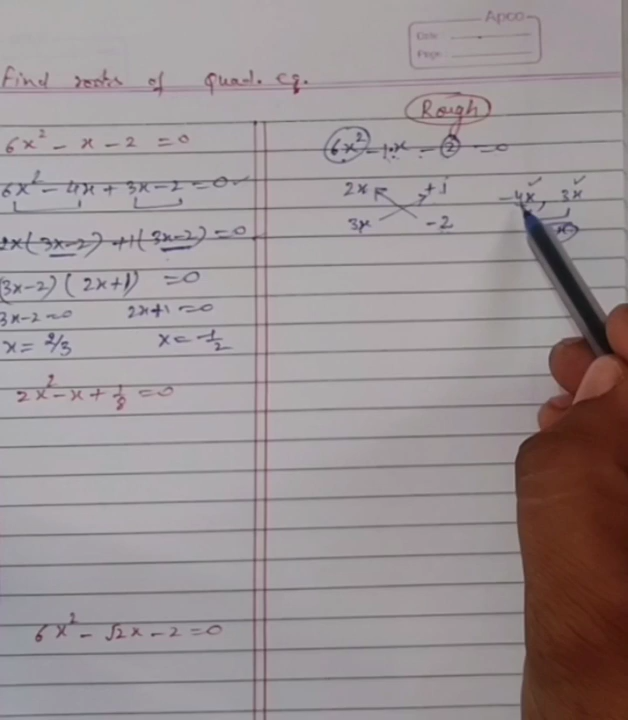 Apco
Date
Page
Find roots of Quad. Eq.
Rough
6x² - x - 2 = 0
6x² - 1·x - 2 = 0
6x² - 4x + 3x - 2 = 0
2x +1 -4x, 3x
3x -2
2x(3x-2) +1(3x-2) = 0
(3x-2) (2x+1) = 0
3x-2=0 2x+1=0
x = 2/3 x = -1/2
2x² - x + 1/8 = 0
6x² - √2x - 2 = 0